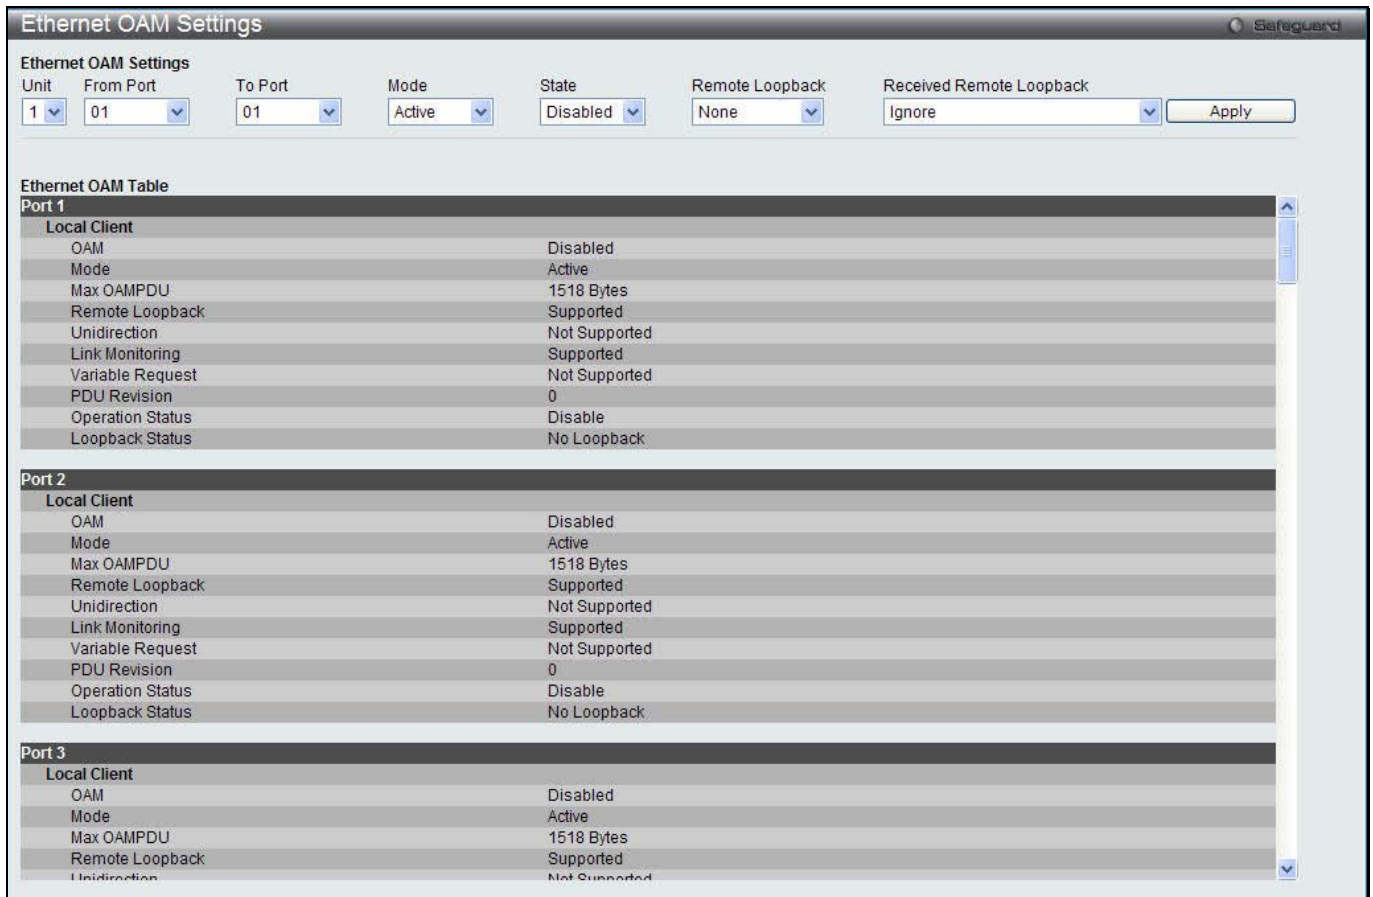 Ethernet OAM Settings
Safeguard
Ethernet OAM Settings
Unit From Port To Port Mode State Remote Loopback Received Remote Loopback
1 01 01 Active Disabled None Ignore Apply
Ethernet OAM Table
Port 1
Local Client
OAM Disabled
Mode Active
Max OAMPDU 1518 Bytes
Remote Loopback Supported
Unidirection Not Supported
Link Monitoring Supported
Variable Request Not Supported
PDU Revision 0
Operation Status Disable
Loopback Status No Loopback
Port 2
Local Client
OAM Disabled
Mode Active
Max OAMPDU 1518 Bytes
Remote Loopback Supported
Unidirection Not Supported
Link Monitoring Supported
Variable Request Not Supported
PDU Revision 0
Operation Status Disable
Loopback Status No Loopback
Port 3
Local Client
OAM Disabled
Mode Active
Max OAMPDU 1518 Bytes
Remote Loopback Supported
Unidirection Not Supported